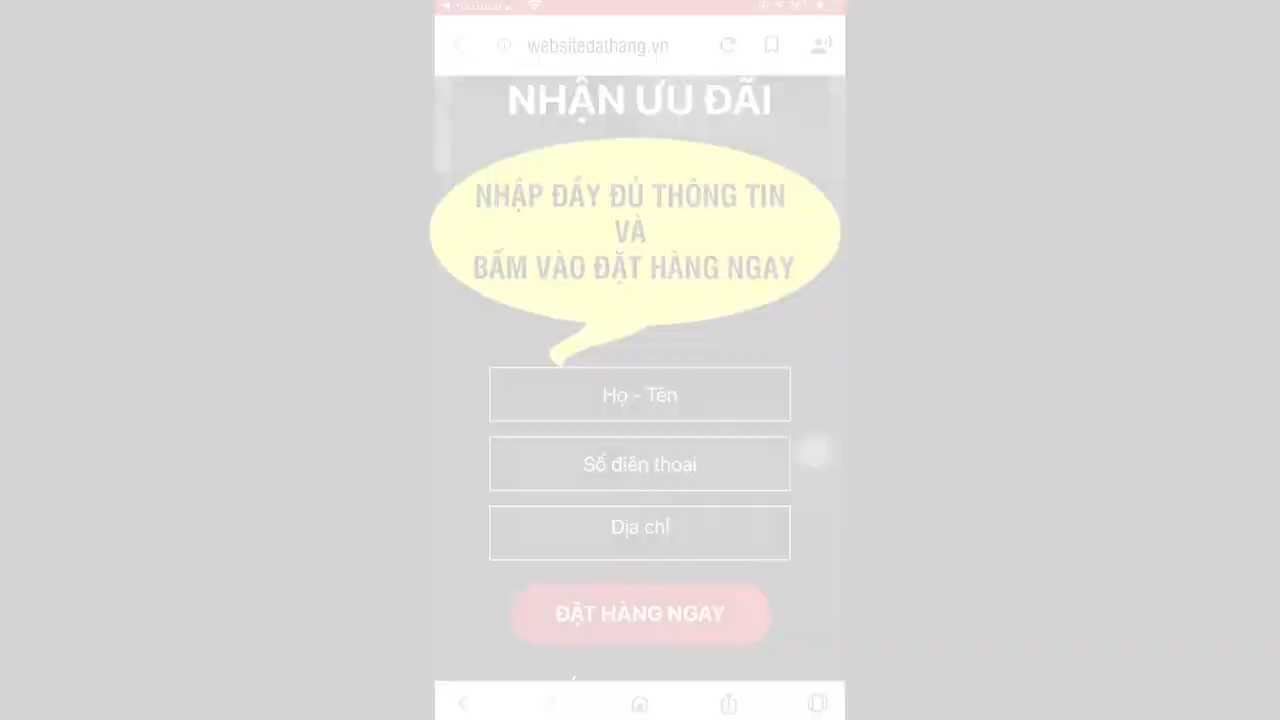 websitedathang.vn
NHẬN ƯU ĐÃI
NHẬP ĐẦY ĐỦ THÔNG TIN
VÀ
BẤM VÀO ĐẶT HÀNG NGAY
Họ - Tên
Số điện thoại
Địa chỉ
ĐẶT HÀNG NGAY